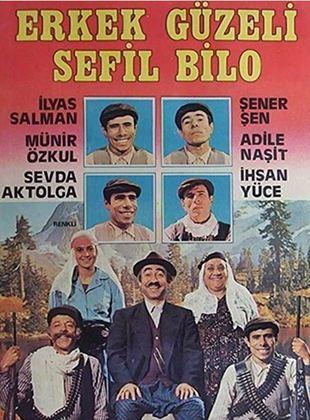 ERKEK GÜZELİ
SEFİL BİLO
İLYAS
SALMAN
MÜNİR
ÖZKUL
SEVDA
AKTOLGA
RENKLİ
ŞENER
ŞEN
ADİLE
NAŞİT
İHSAN
YÜCE